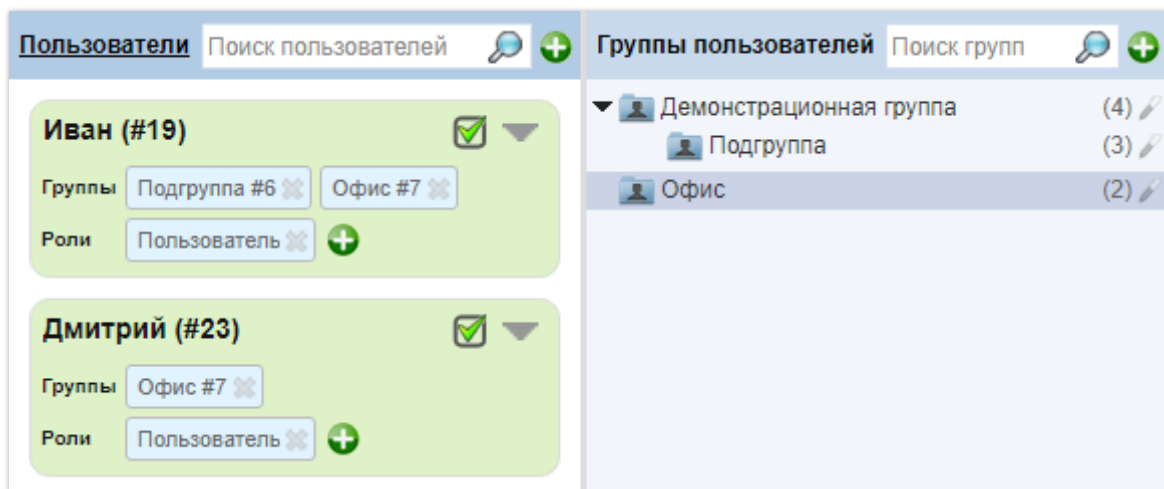 Пользователи Поиск пользователей
Иван (#19)
Группы Подгруппа #6 Офис #7
Роли Пользователь
Дмитрий (#23)
Группы Офис #7
Роли Пользователь
Группы пользователей Поиск групп
Демонстрационная группа (4)
Подгруппа (3)
Офис (2)